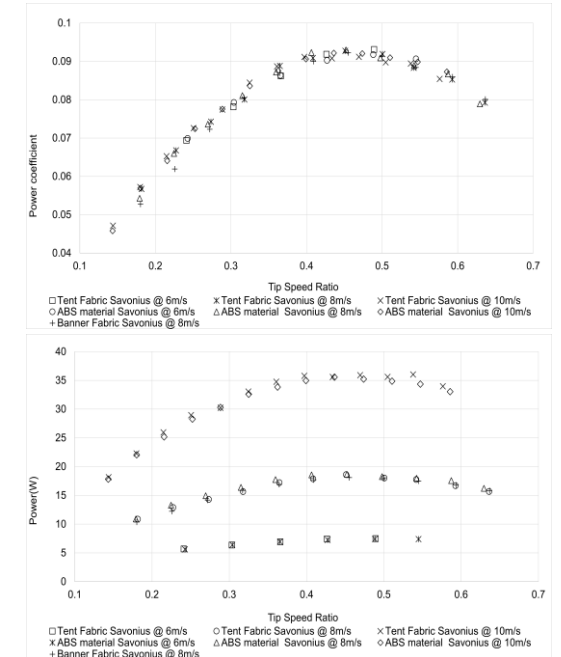 0.1
0.09
0.08
0.07
0.06
0.05
0.04
Power coefficient
0.1 0.2 0.3 0.4 0.5 0.6 0.7
Tip Speed Ratio
Tent Fabric Savonius @ 6m/s Tent Fabric Savonius @ 8m/s Tent Fabric Savonius @ 10m/s
ABS material Savonius @ 6m/s ABS material Savonius @ 8m/s ABS material Savonius @ 10m/s
Banner Fabric Savonius @ 8m/s
40
35
30
25
20
15
10
5
0
Power(W)
0.1 0.2 0.3 0.4 0.5 0.6 0.7
Tip Speed Ratio
Tent Fabric Savonius @ 6m/s Tent Fabric Savonius @ 8m/s Tent Fabric Savonius @ 10m/s
ABS material Savonius @ 6m/s ABS material Savonius @ 8m/s ABS material Savonius @ 10m/s
Banner Fabric Savonius @ 8m/s